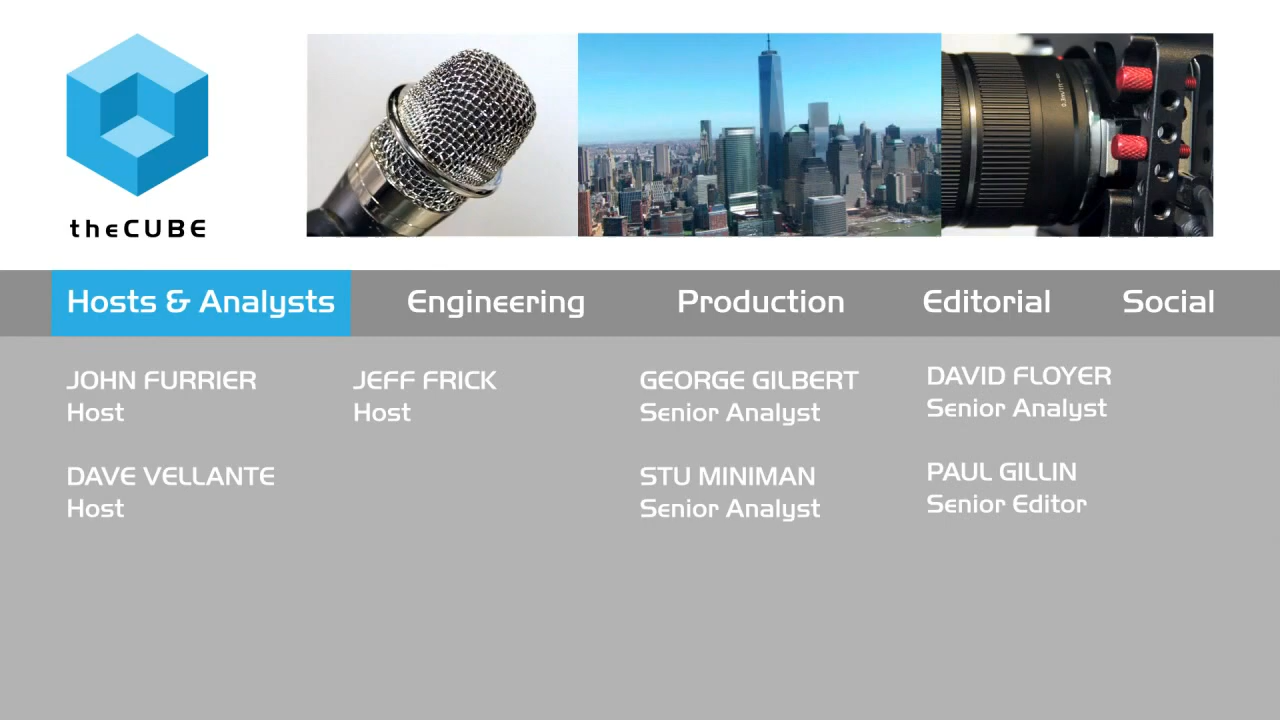 theCUBE
Hosts & Analysts
Engineering
Production
Editorial
Social
JOHN FURRIER
Host
DAVE VELLANTE
Host
JEFF FRICK
Host
GEORGE GILBERT
Senior Analyst
STU MINIMAN
Senior Analyst
DAVID FLOYER
Senior Analyst
PAUL GILLIN
Senior Editor